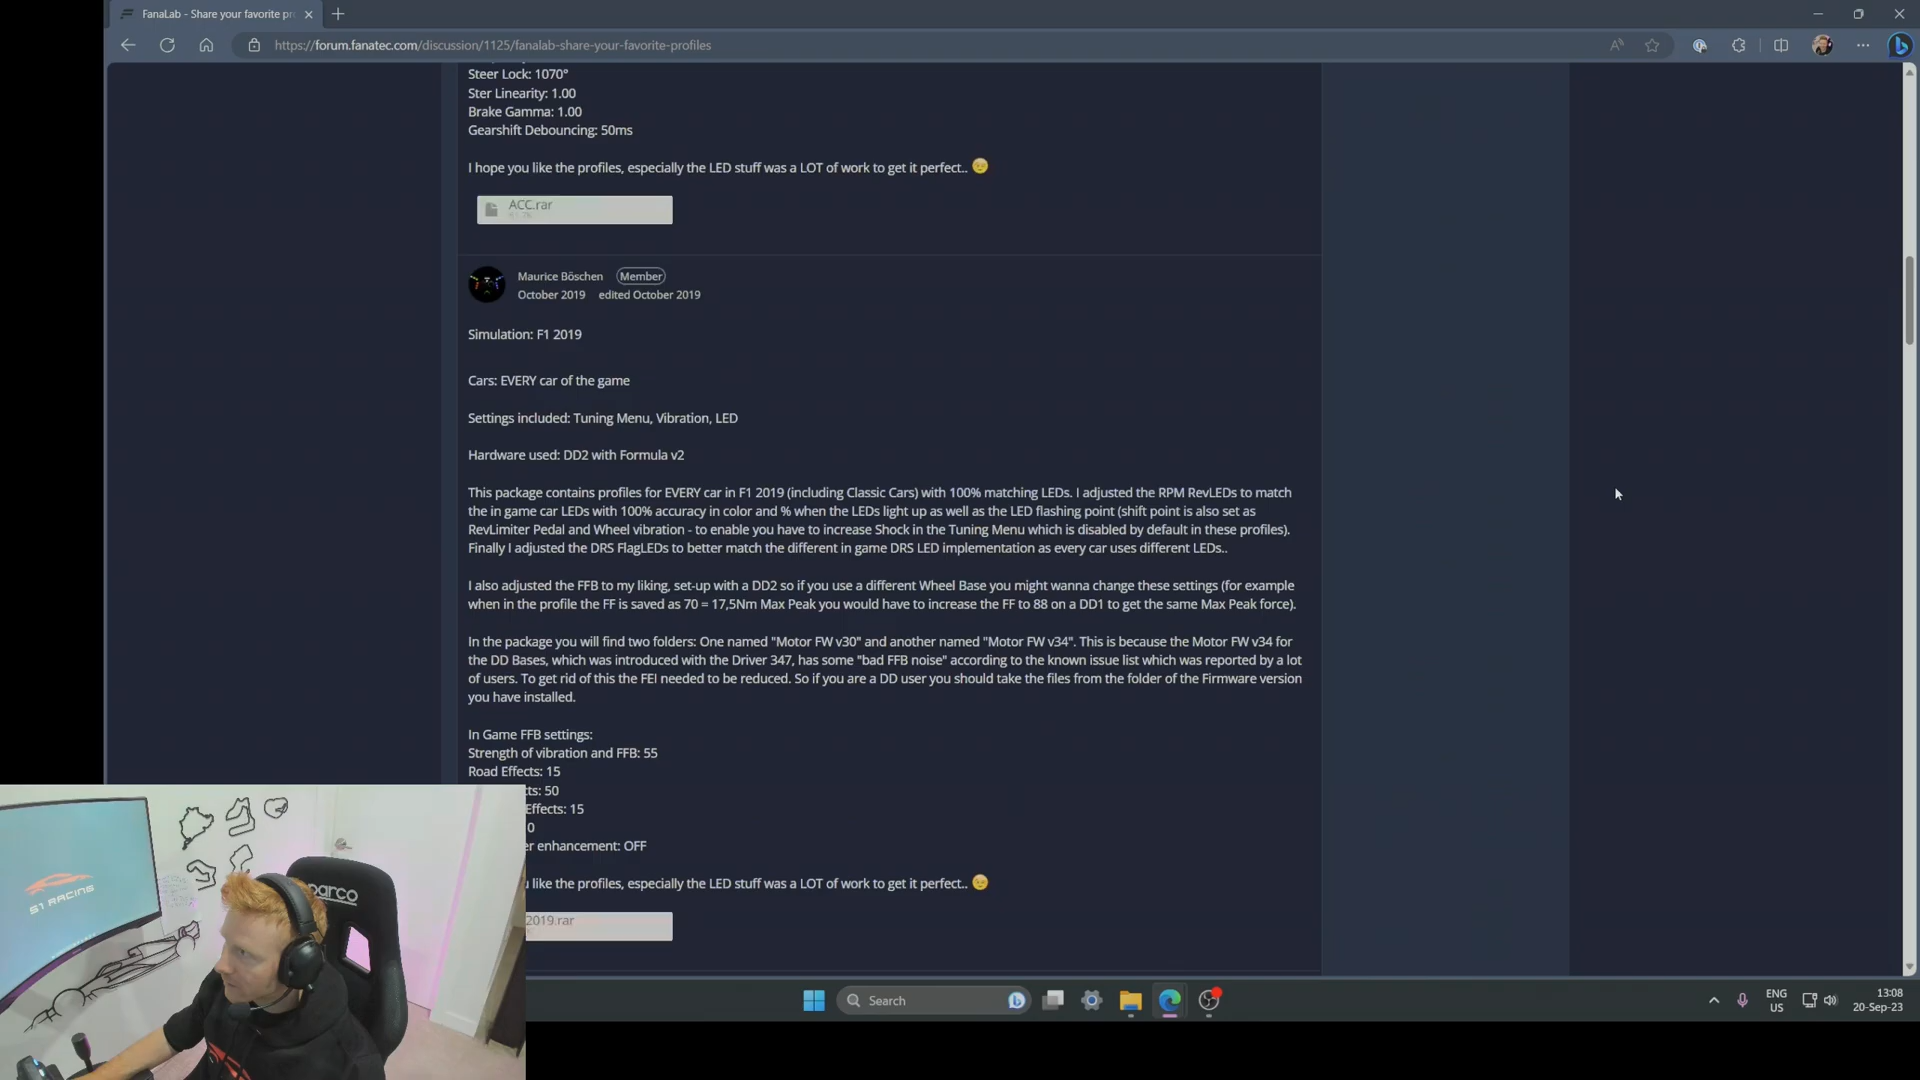 FanaLab - Share your favorite pr
https://forum.fanatec.com/discussion/1125/fanalab-share-your-favorite-profiles
Steer Lock: 1070°
Ster Linearity: 1.00
Brake Gamma: 1.00
Gearshift Debouncing: 50ms
I hope you like the profiles, especially the LED stuff was a LOT of work to get it perfect..
ACC.rar
Maurice Böschen Member
October 2019 edited October 2019
Simulation: F1 2019
Cars: EVERY car of the game
Settings included: Tuning Menu, Vibration, LED
Hardware used: DD2 with Formula v2
This package contains profiles for EVERY car in F1 2019 (including Classic Cars) with 100% matching LEDs. I adjusted the RPM RevLEDs to match
the in game car LEDs with 100% accuracy in color and % when the LEDs light up as well as the LED flashing point (shift point is also set as
RevLimiter Pedal and Wheel vibration - to enable you have to increase Shock in the Tuning Menu which is disabled by default in these profiles).
Finally I adjusted the DRS FlagLEDs to better match the different in game DRS LED implementation as every car uses different LEDs..
I also adjusted the FFB to my liking, set-up with a DD2 so if you use a different Wheel Base you might wanna change these settings (for example
when in the profile the FF is saved as 70 = 17,5Nm Max Peak you would have to increase the FF to 88 on a DD1 to get the same Max Peak force).
In the package you will find two folders: One named "Motor FW v30" and another named "Motor FW v34". This is because the Motor FW v34 for
the DD Bases, which was introduced with the Driver 347, has some "bad FFB noise" according to the known issue list which was reported by a lot
of users. To get rid of this the FEI needed to be reduced. So if you are a DD user you should take the files from the folder of the Firmware version
you have installed.
In Game FFB settings:
Strength of vibration and FFB: 55
Road Effects: 15
cts: 50
Effects: 15
0
er enhancement: OFF
u like the profiles, especially the LED stuff was a LOT of work to get it perfect..
2019.rar
S1 RACING
parco
Search
ENG
US
13:08
20-Sep-23